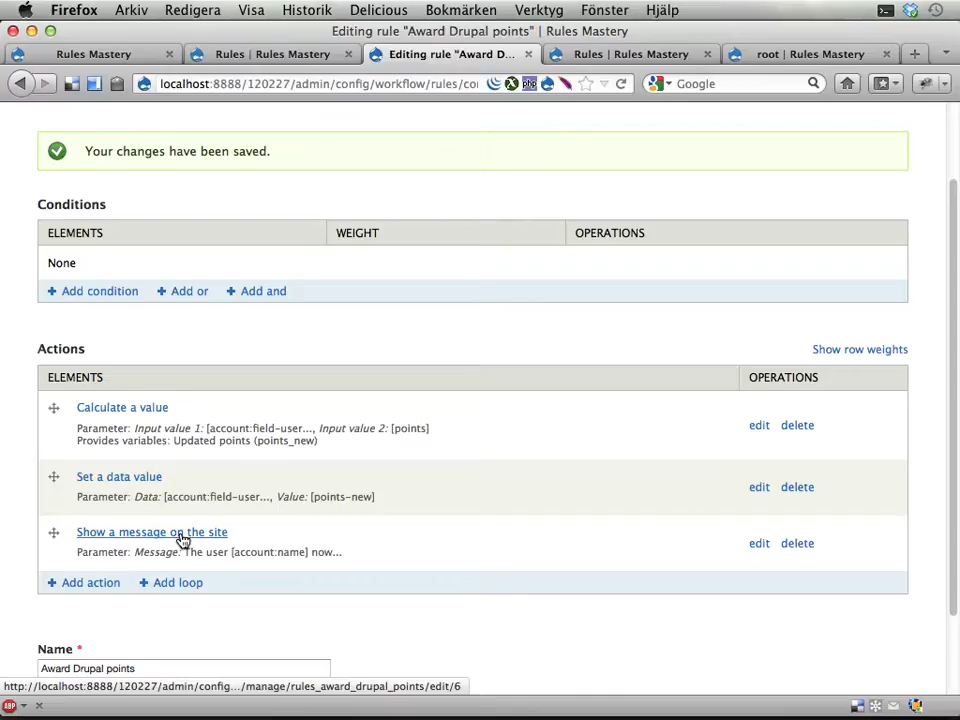 Firefox Arkiv Redigera Visa Historik Delicious Bokmärken Verktyg Fönster Hjälp
Editing rule "Award Drupal points" | Rules Mastery
Rules Mastery Rules | Rules Mastery Editing rule "Award D... Rules | Rules Mastery root | Rules Mastery
localhost:8888/120227/admin/config/workflow/rules/co php Google
Your changes have been saved.
Conditions
ELEMENTS WEIGHT OPERATIONS
None
Add condition Add or Add and
Actions Show row weights
ELEMENTS OPERATIONS
Calculate a value
Parameter: Input value 1: [account:field-user..., Input value 2: [points]
Provides variables: Updated points (points_new)
edit delete
Set a data value
Parameter: Data: [account:field-user..., Value: [points-new]
edit delete
Show a message on the site
Parameter: Message: The user [account:name] now...
edit delete
Add action Add loop
Name *
Award Drupal points
http://localhost:8888/120227/admin/config.../manage/rules_award_drupal_points/edit/6
ABP